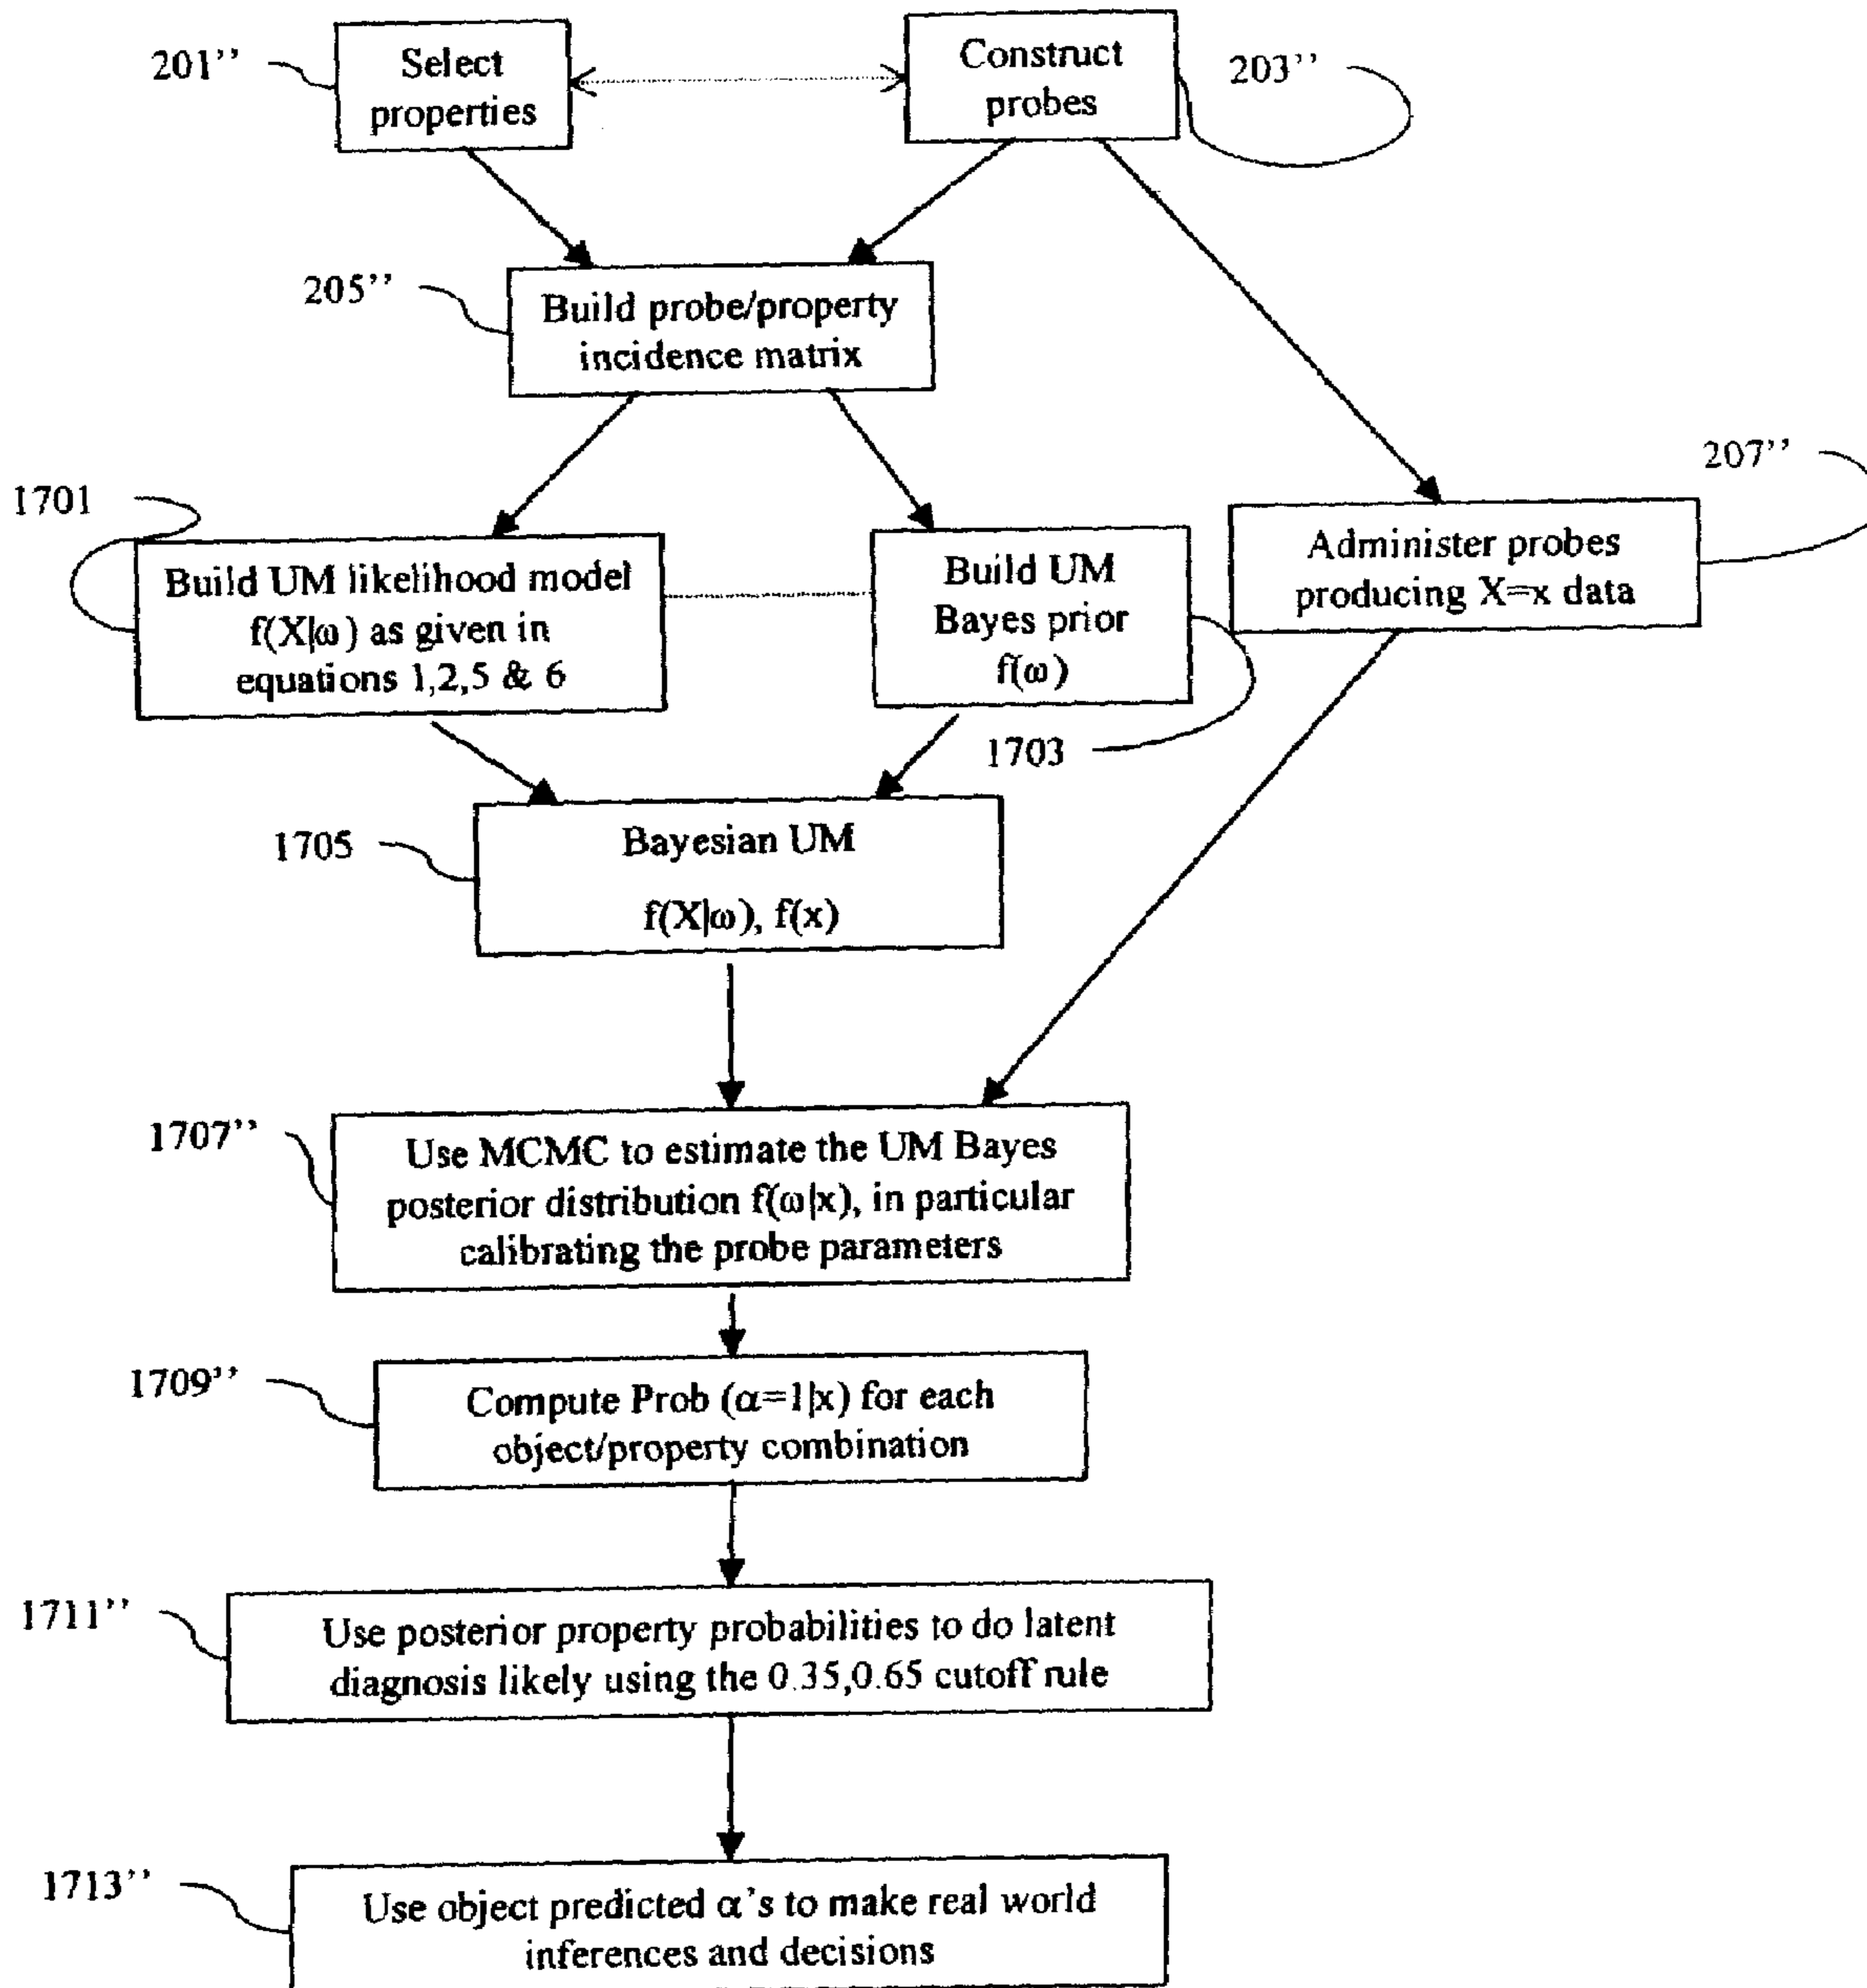 201’’
Select
properties
Construct
probes
203’’
205’’
Build probe/property
incidence matrix
207’’
1701
Build UM likelihood model
f(X|ω) as given in
equations 1,2,5 & 6
Build UM
Bayes prior
f(ω)
Administer probes
producing X=x data
1703
1705
Bayesian UM
f(X|ω), f(x)
1707’’
Use MCMC to estimate the UM Bayes
posterior distribution f(ω|x), in particular
calibrating the probe parameters
1709’’
Compute Prob (α=1|x) for each
object/property combination
1711’’
Use posterior property probabilities to do latent
diagnosis likely using the 0.35,0.65 cutoff rule
1713’’
Use object predicted α’s to make real world
inferences and decisions